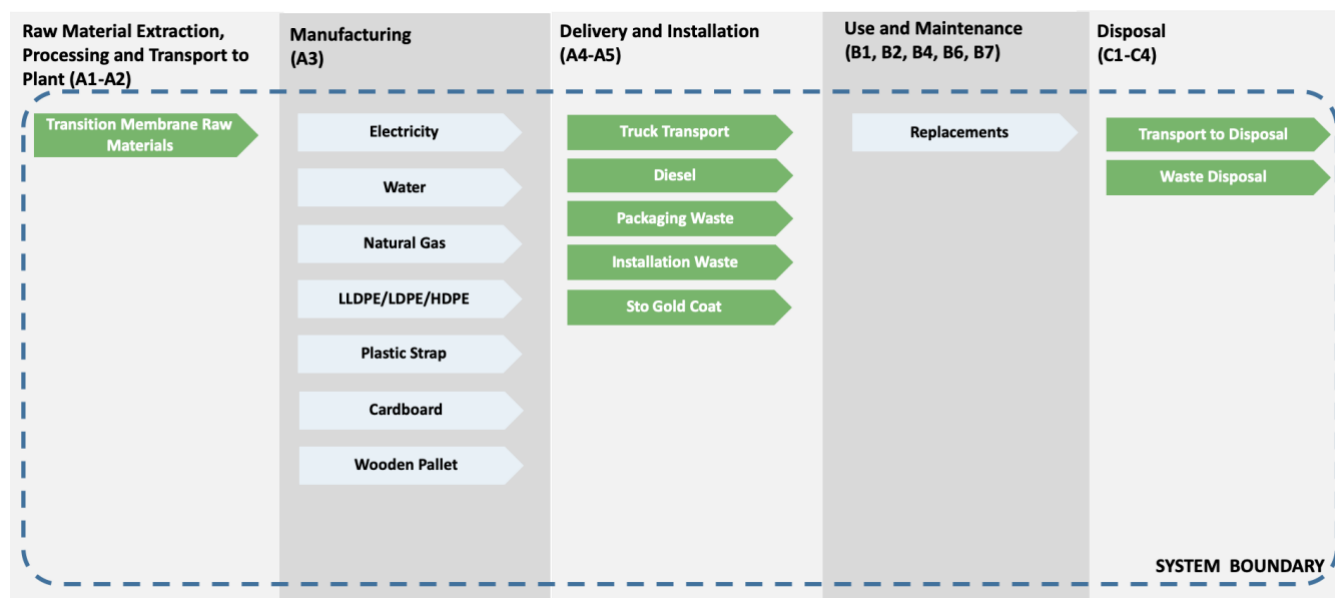 Raw Material Extraction,
Processing and Transport to
Plant (A1-A2)
Transition Membrane Raw
Materials
Manufacturing
(A3)
Electricity
Water
Natural Gas
LLDPE/LDPE/HDPE
Plastic Strap
Cardboard
Wooden Pallet
Delivery and Installation
(A4-A5)
Truck Transport
Diesel
Packaging Waste
Installation Waste
Sto Gold Coat
Use and Maintenance
(B1, B2, B4, B6, B7)
Replacements
Disposal
(C1-C4)
Transport to Disposal
Waste Disposal
SYSTEM BOUNDARY